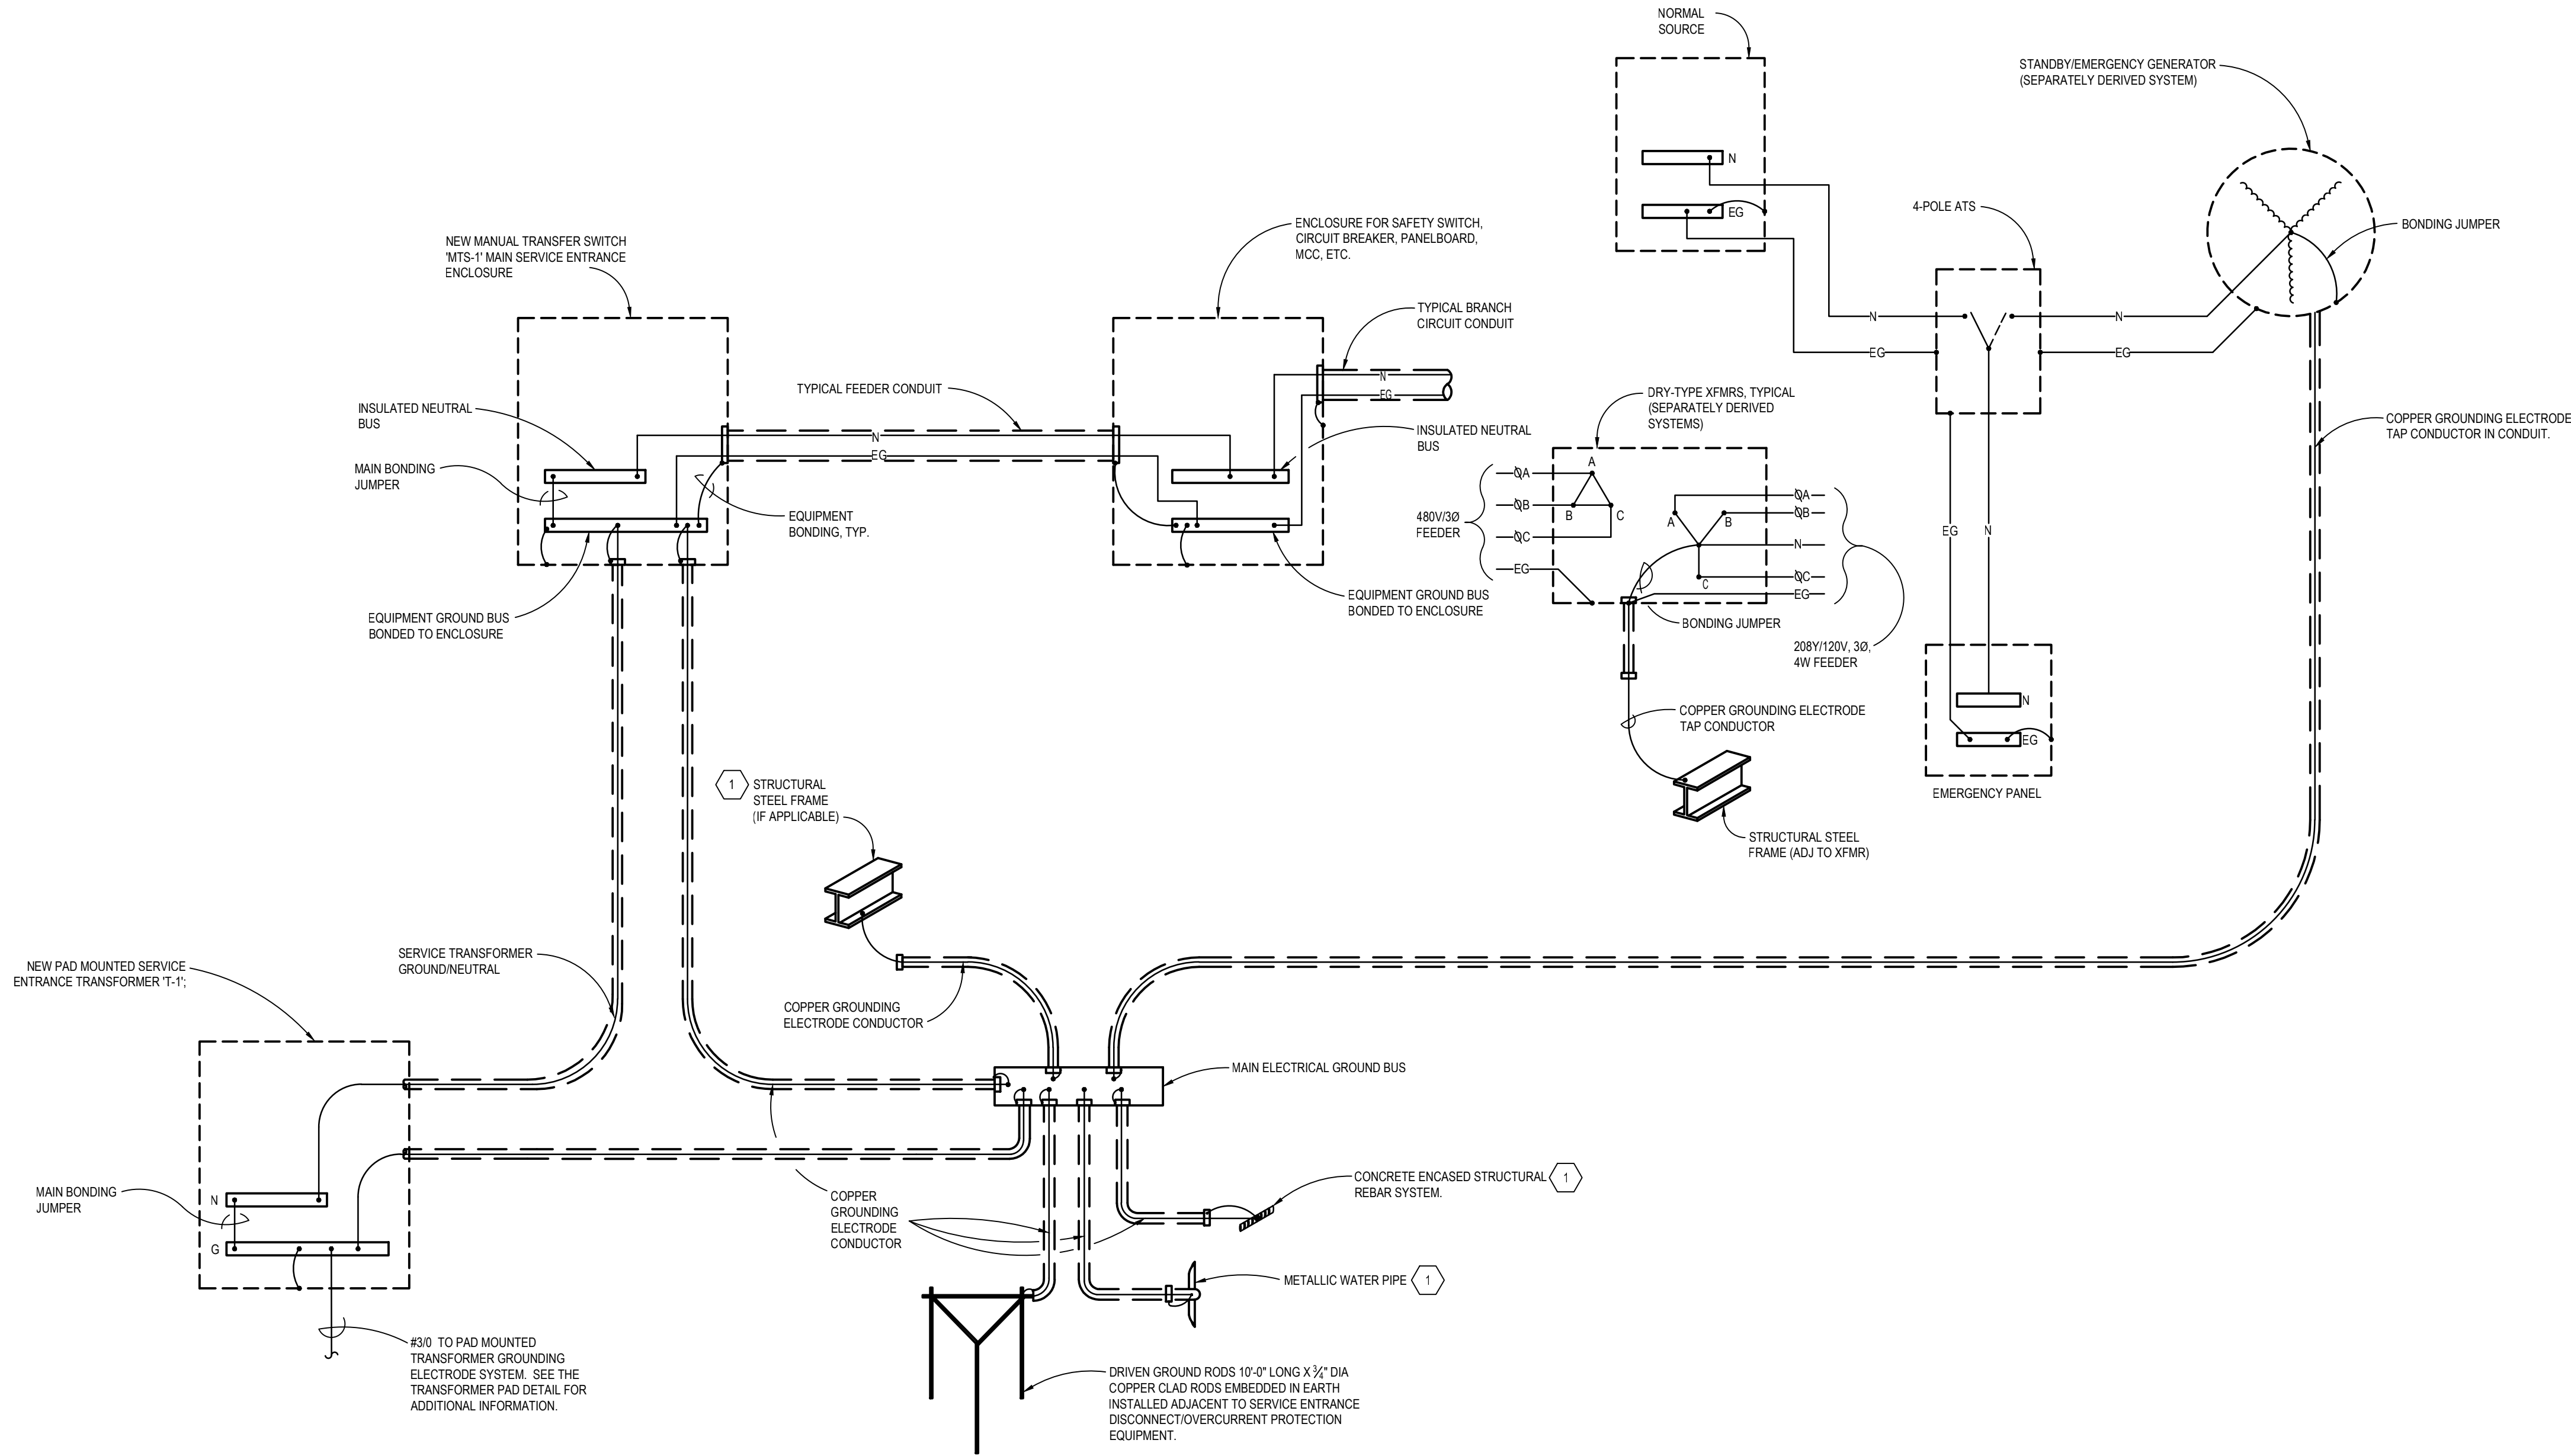 NORMAL
SOURCE
N
EG
STANDBY/EMERGENCY GENERATOR
(SEPARATELY DERIVED SYSTEM)
4-POLE ATS
BONDING JUMPER
N
EG
N
EG
COPPER GROUNDING ELECTRODE
TAP CONDUCTOR IN CONDUIT.
EG
N
N
EG
EMERGENCY PANEL
NEW MANUAL TRANSFER SWITCH
'MTS-1' MAIN SERVICE ENTRANCE
ENCLOSURE
INSULATED NEUTRAL
BUS
MAIN BONDING
JUMPER
EQUIPMENT GROUND BUS
BONDED TO ENCLOSURE
TYPICAL FEEDER CONDUIT
N
EG
EQUIPMENT
BONDING, TYP.
ENCLOSURE FOR SAFETY SWITCH,
CIRCUIT BREAKER, PANELBOARD,
MCC, ETC.
TYPICAL BRANCH
CIRCUIT CONDUIT
N
EG
INSULATED NEUTRAL
BUS
EQUIPMENT GROUND BUS
BONDED TO ENCLOSURE
DRY-TYPE XFMRS, TYPICAL
(SEPARATELY DERIVED
SYSTEMS)
480V/3Ø
FEEDER
ØA
ØB
ØC
EG
A
B
C
A
B
C
ØA
ØB
N
ØC
EG
BONDING JUMPER
208Y/120V, 3Ø,
4W FEEDER
COPPER GROUNDING ELECTRODE
TAP CONDUCTOR
STRUCTURAL STEEL
FRAME (ADJ TO XFMR)
1
STRUCTURAL
STEEL FRAME
(IF APPLICABLE)
SERVICE TRANSFORMER
GROUND/NEUTRAL
NEW PAD MOUNTED SERVICE
ENTRANCE TRANSFORMER 'T-1';
COPPER GROUNDING
ELECTRODE CONDUCTOR
MAIN ELECTRICAL GROUND BUS
MAIN BONDING
JUMPER
N
G
COPPER
GROUNDING
ELECTRODE
CONDUCTOR
CONCRETE ENCASED STRUCTURAL 1
REBAR SYSTEM.
METALLIC WATER PIPE 1
#3/0 TO PAD MOUNTED
TRANSFORMER GROUNDING
ELECTRODE SYSTEM. SEE THE
TRANSFORMER PAD DETAIL FOR
ADDITIONAL INFORMATION.
DRIVEN GROUND RODS 10'-0" LONG X ¾" DIA
COPPER CLAD RODS EMBEDDED IN EARTH
INSTALLED ADJACENT TO SERVICE ENTRANCE
DISCONNECT/OVERCURRENT PROTECTION
EQUIPMENT.